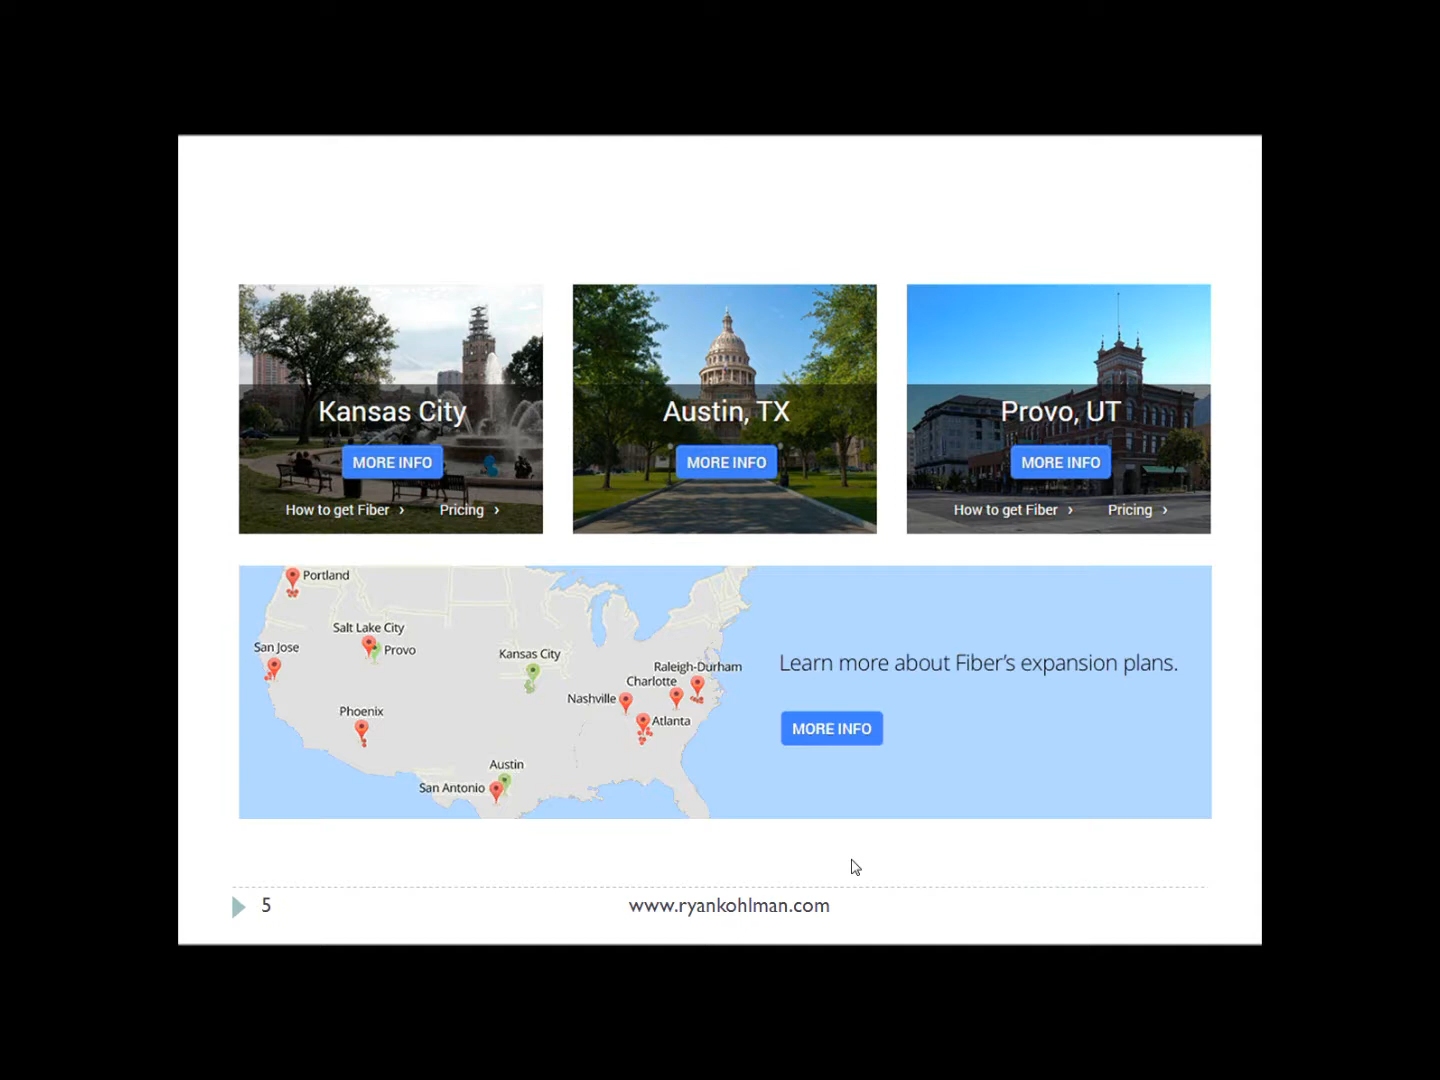 Kansas City
MORE INFO
How to get Fiber ›
Pricing ›
Austin, TX
MORE INFO
Provo, UT
MORE INFO
How to get Fiber ›
Pricing ›
Portland
Salt Lake City
Provo
San Jose
Kansas City
Raleigh-Durham
Charlotte
Nashville
Phoenix
Atlanta
Austin
San Antonio
Learn more about Fiber’s expansion plans.
MORE INFO
5
www.ryankohlman.com